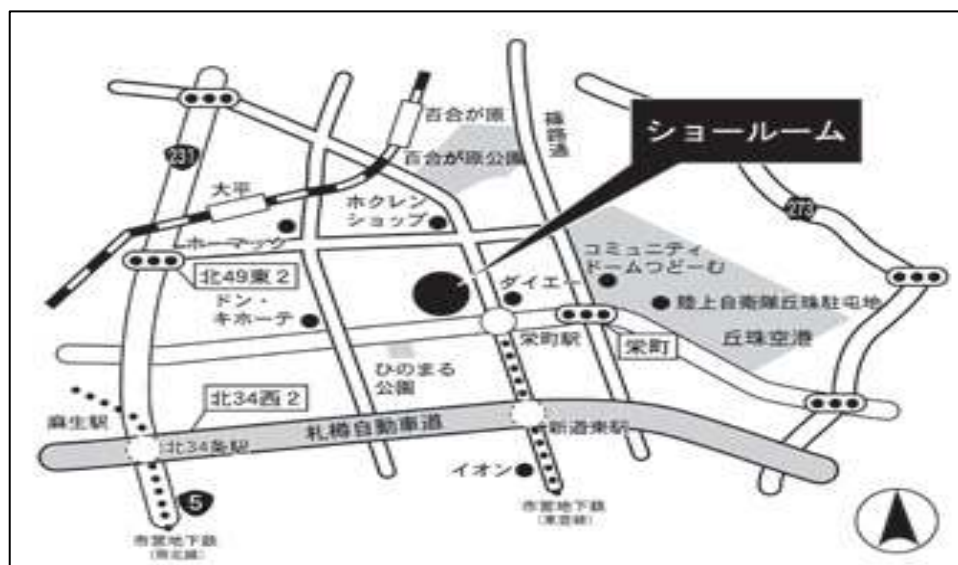 百合が原
篠路通
ショールーム
231
百合が原公園
大平
ホクレン
ショップ
273
ホーマック
コミュニティ
ドームつどーむ
北49東2
ダイエー
陸上自衛隊丘珠駐屯地
ドン・
キホーテ
栄町駅
栄町
丘珠空港
ひのまる
公園
北34西2
麻生駅
札樽自動車道
新道東駅
北34条駅
イオン
5
市営地下鉄
(東豊線)
市営地下鉄
(南北線)